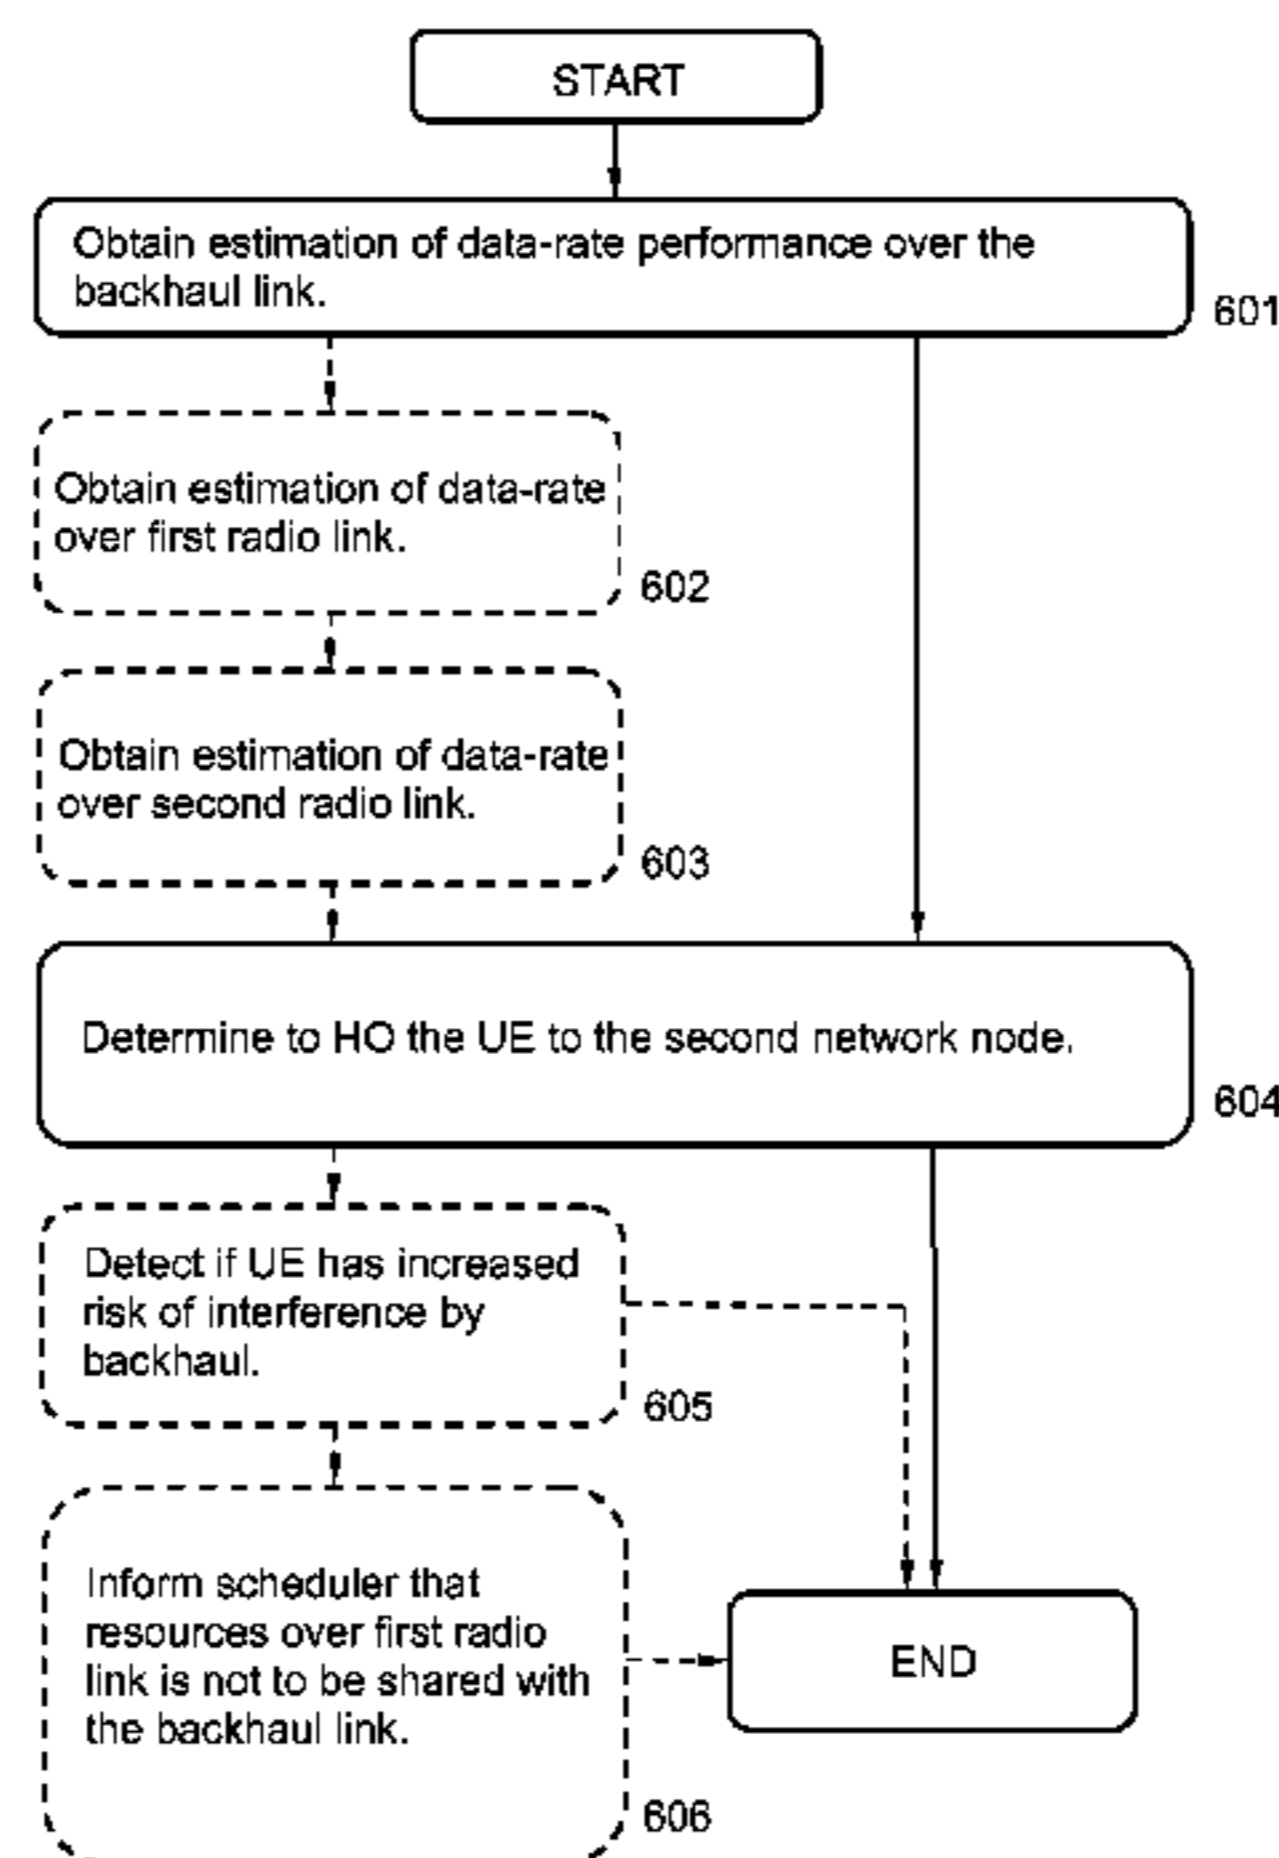 START
Obtain estimation of data-rate performance over the
backhaul link.
601
Obtain estimation of data-rate
over first radio link.
602
Obtain estimation of data-rate
over second radio link.
603
Determine to HO the UE to the second network node.
604
Detect if UE has increased
risk of interference by
backhaul.
605
Inform scheduler that
resources over first radio
link is not to be shared with
the backhaul link.
606
END